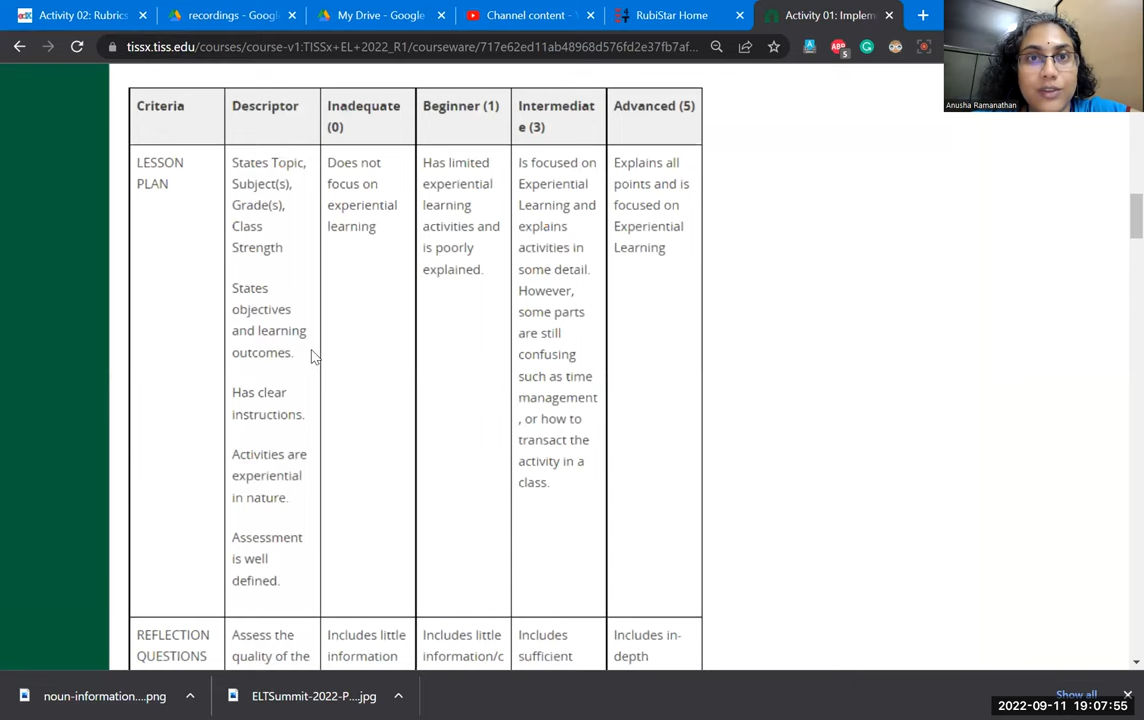 Activity 02: Rubrics
recordings - Googl
My Drive - Google
Channel content -
RubiStar Home
Activity 01: Implem
tissx.tiss.edu/courses/course-v1:TISSx+EL+2022_R1/courseware/717e62ed11ab48968d576fd2e37fb7af...
ABP
5
Anusha Ramanathan
Criteria
Descriptor
Inadequate
(0)
Beginner (1)
Intermediat
e (3)
Advanced (5)
LESSON
PLAN
States Topic,
Subject(s),
Grade(s),
Class
Strength
States
objectives
and learning
outcomes.
Has clear
instructions.
Activities are
experiential
in nature.
Assessment
is well
defined.
Does not
focus on
experiential
learning
Has limited
experiential
learning
activities and
is poorly
explained.
Is focused on
Experiential
Learning and
explains
activities in
some detail.
However,
some parts
are still
confusing
such as time
management
, or how to
transact the
activity in a
class.
Explains all
points and is
focused on
Experiential
Learning
REFLECTION
QUESTIONS
Assess the
quality of the
Includes little
information
Includes little
information/c
Includes
sufficient
Includes in-
depth
noun-information....png
ELTSummit-2022-P....jpg
Show all
2022-09-11 19:07:55